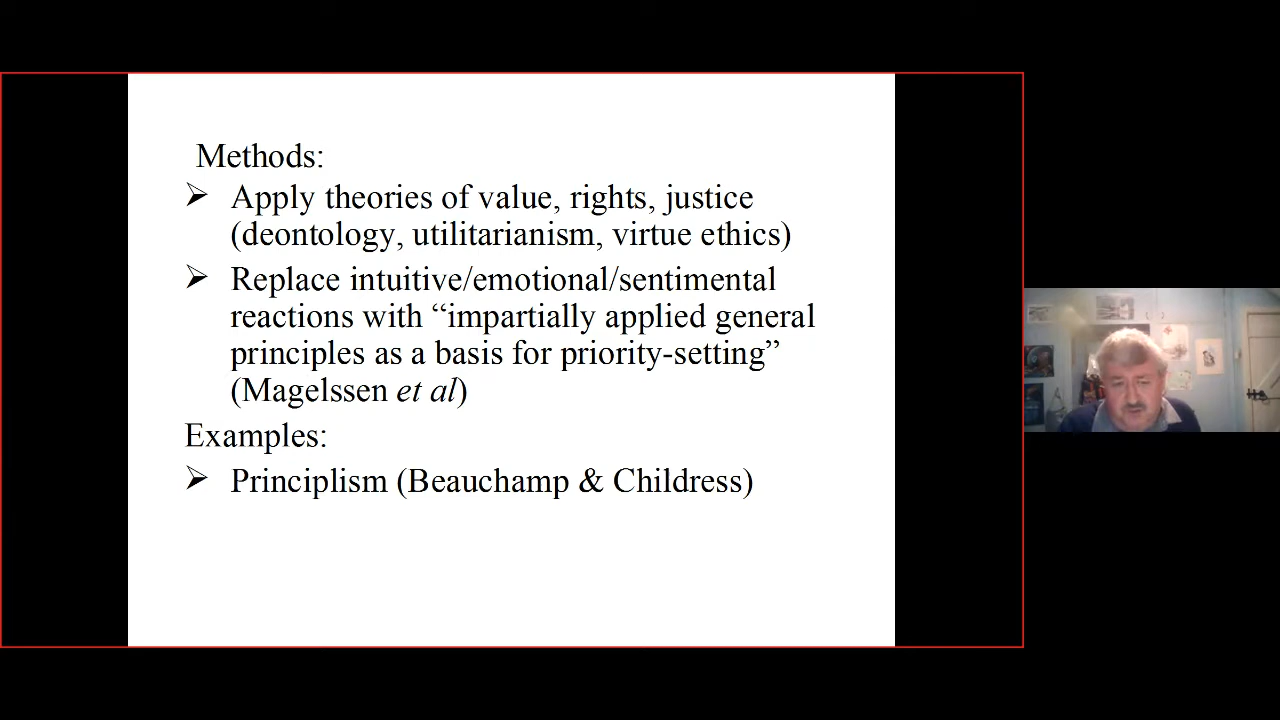 Methods:
➢ Apply theories of value, rights, justice
(deontology, utilitarianism, virtue ethics)
➢ Replace intuitive/emotional/sentimental
reactions with “impartially applied general
principles as a basis for priority-setting”
(Magelssen et al)
Examples:
➢ Principlism (Beauchamp & Childress)